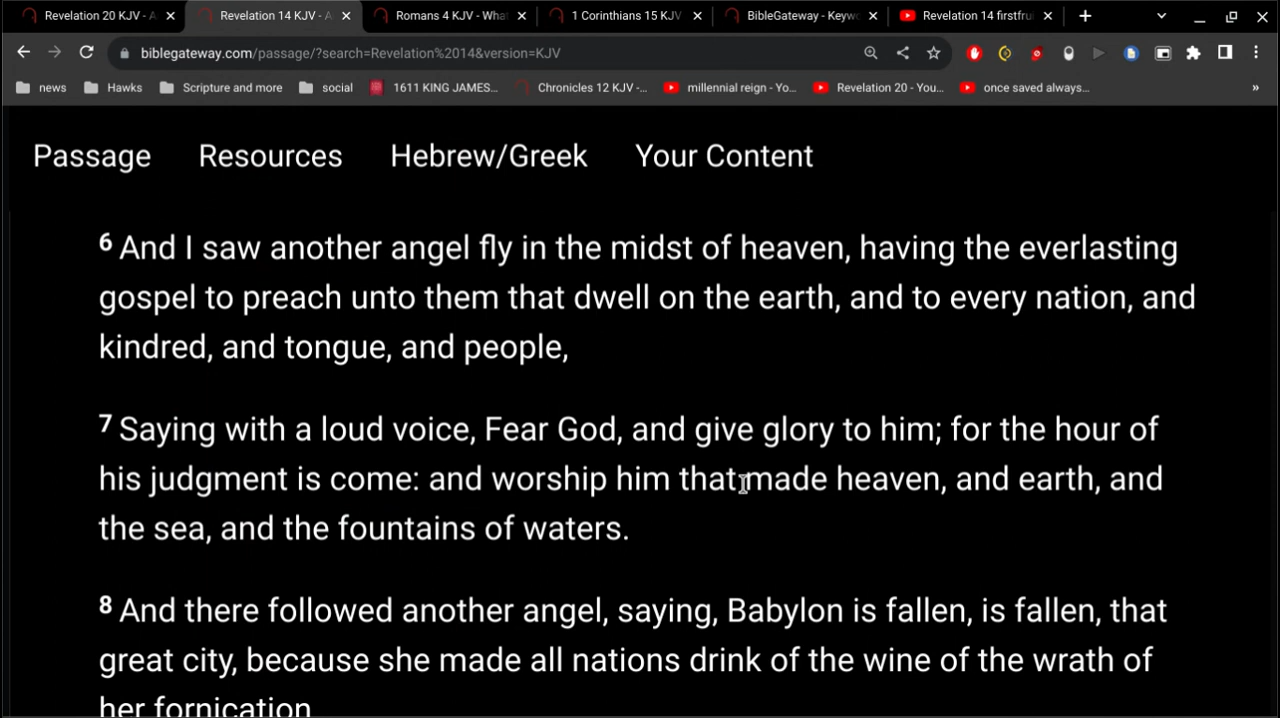 Revelation 20 KJV - A
Revelation 14 KJV - A
Romans 4 KJV - What
1 Corinthians 15 KJV
BibleGateway - Keyw
Revelation 14 firstfru
biblegateway.com/passage/?search=Revelation%2014&version=KJV
news
Hawks
Scripture and more
social
1611 KING JAMES...
Chronicles 12 KJV -...
millennial reign - Yo...
Revelation 20 - You...
once saved always...
»
Passage
Resources
Hebrew/Greek
Your Content
6 And I saw another angel fly in the midst of heaven, having the everlasting
gospel to preach unto them that dwell on the earth, and to every nation, and
kindred, and tongue, and people,
7 Saying with a loud voice, Fear God, and give glory to him; for the hour of
his judgment is come: and worship him that made heaven, and earth, and
the sea, and the fountains of waters.
8 And there followed another angel, saying, Babylon is fallen, is fallen, that
great city, because she made all nations drink of the wine of the wrath of
her fornication